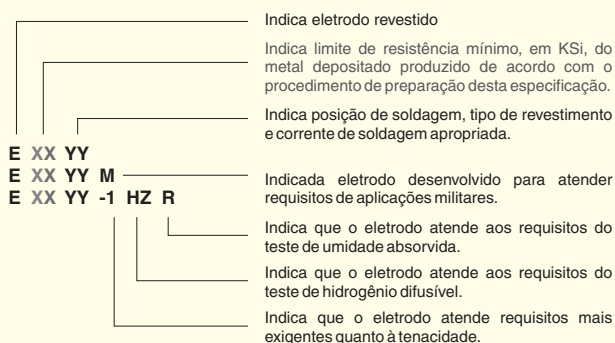 Indica eletrodo revestido
Indica limite de resistência mínimo, em KSi, do
metal depositado produzido de acordo com o
procedimento de preparação desta especificação.
Indica posição de soldagem, tipo de revestimento
e corrente de soldagem apropriada.
E XX YY
E XX YY M
E XX YY -1 HZ R
Indicada eletrodo desenvolvido para atender
requisitos de aplicações militares.
Indica que o eletrodo atende aos requisitos do
teste de umidade absorvida.
Indica que o eletrodo atende aos requisitos do
teste de hidrogênio difusível.
Indica que o eletrodo atende requisitos mais
exigentes quanto à tenacidade.